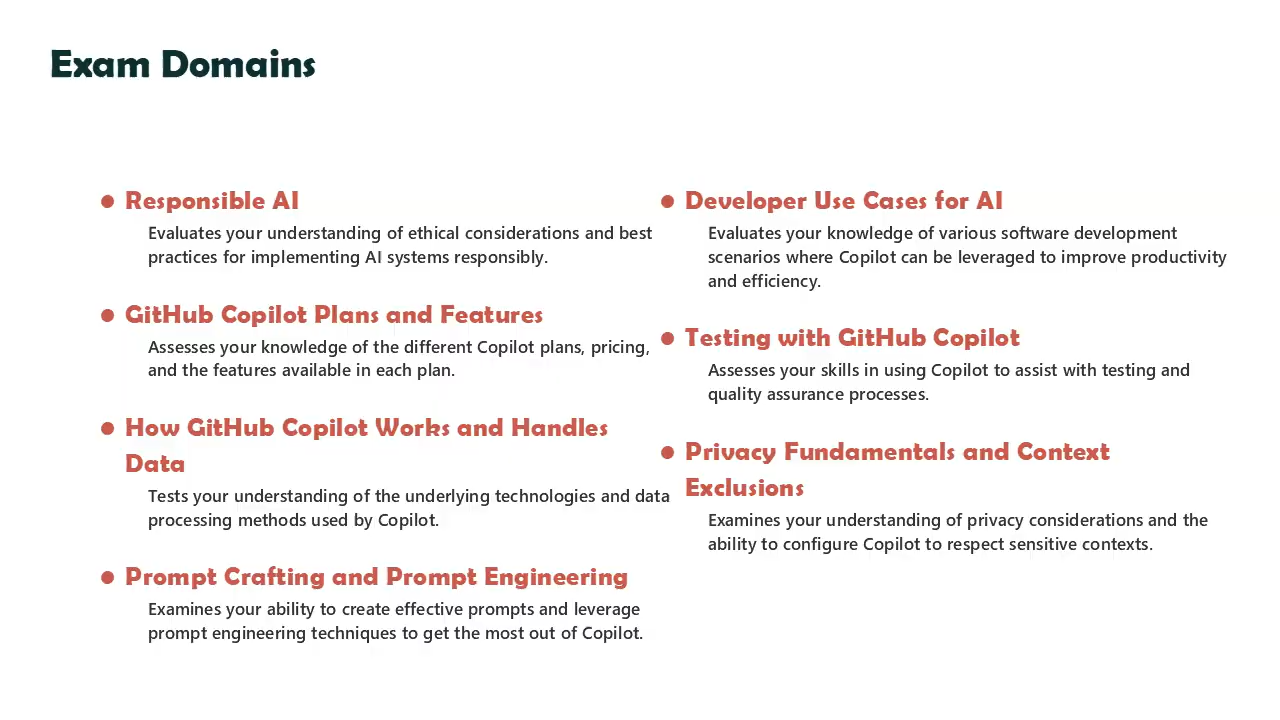 Exam Domains
● Responsible AI
Evaluates your understanding of ethical considerations and best
practices for implementing AI systems responsibly.
● GitHub Copilot Plans and Features
Assesses your knowledge of the different Copilot plans, pricing,
and the features available in each plan.
● How GitHub Copilot Works and Handles
Data
Tests your understanding of the underlying technologies and data
processing methods used by Copilot.
● Prompt Crafting and Prompt Engineering
Examines your ability to create effective prompts and leverage
prompt engineering techniques to get the most out of Copilot.
● Developer Use Cases for AI
Evaluates your knowledge of various software development
scenarios where Copilot can be leveraged to improve productivity
and efficiency.
● Testing with GitHub Copilot
Assesses your skills in using Copilot to assist with testing and
quality assurance processes.
● Privacy Fundamentals and Context
Exclusions
Examines your understanding of privacy considerations and the
ability to configure Copilot to respect sensitive contexts.